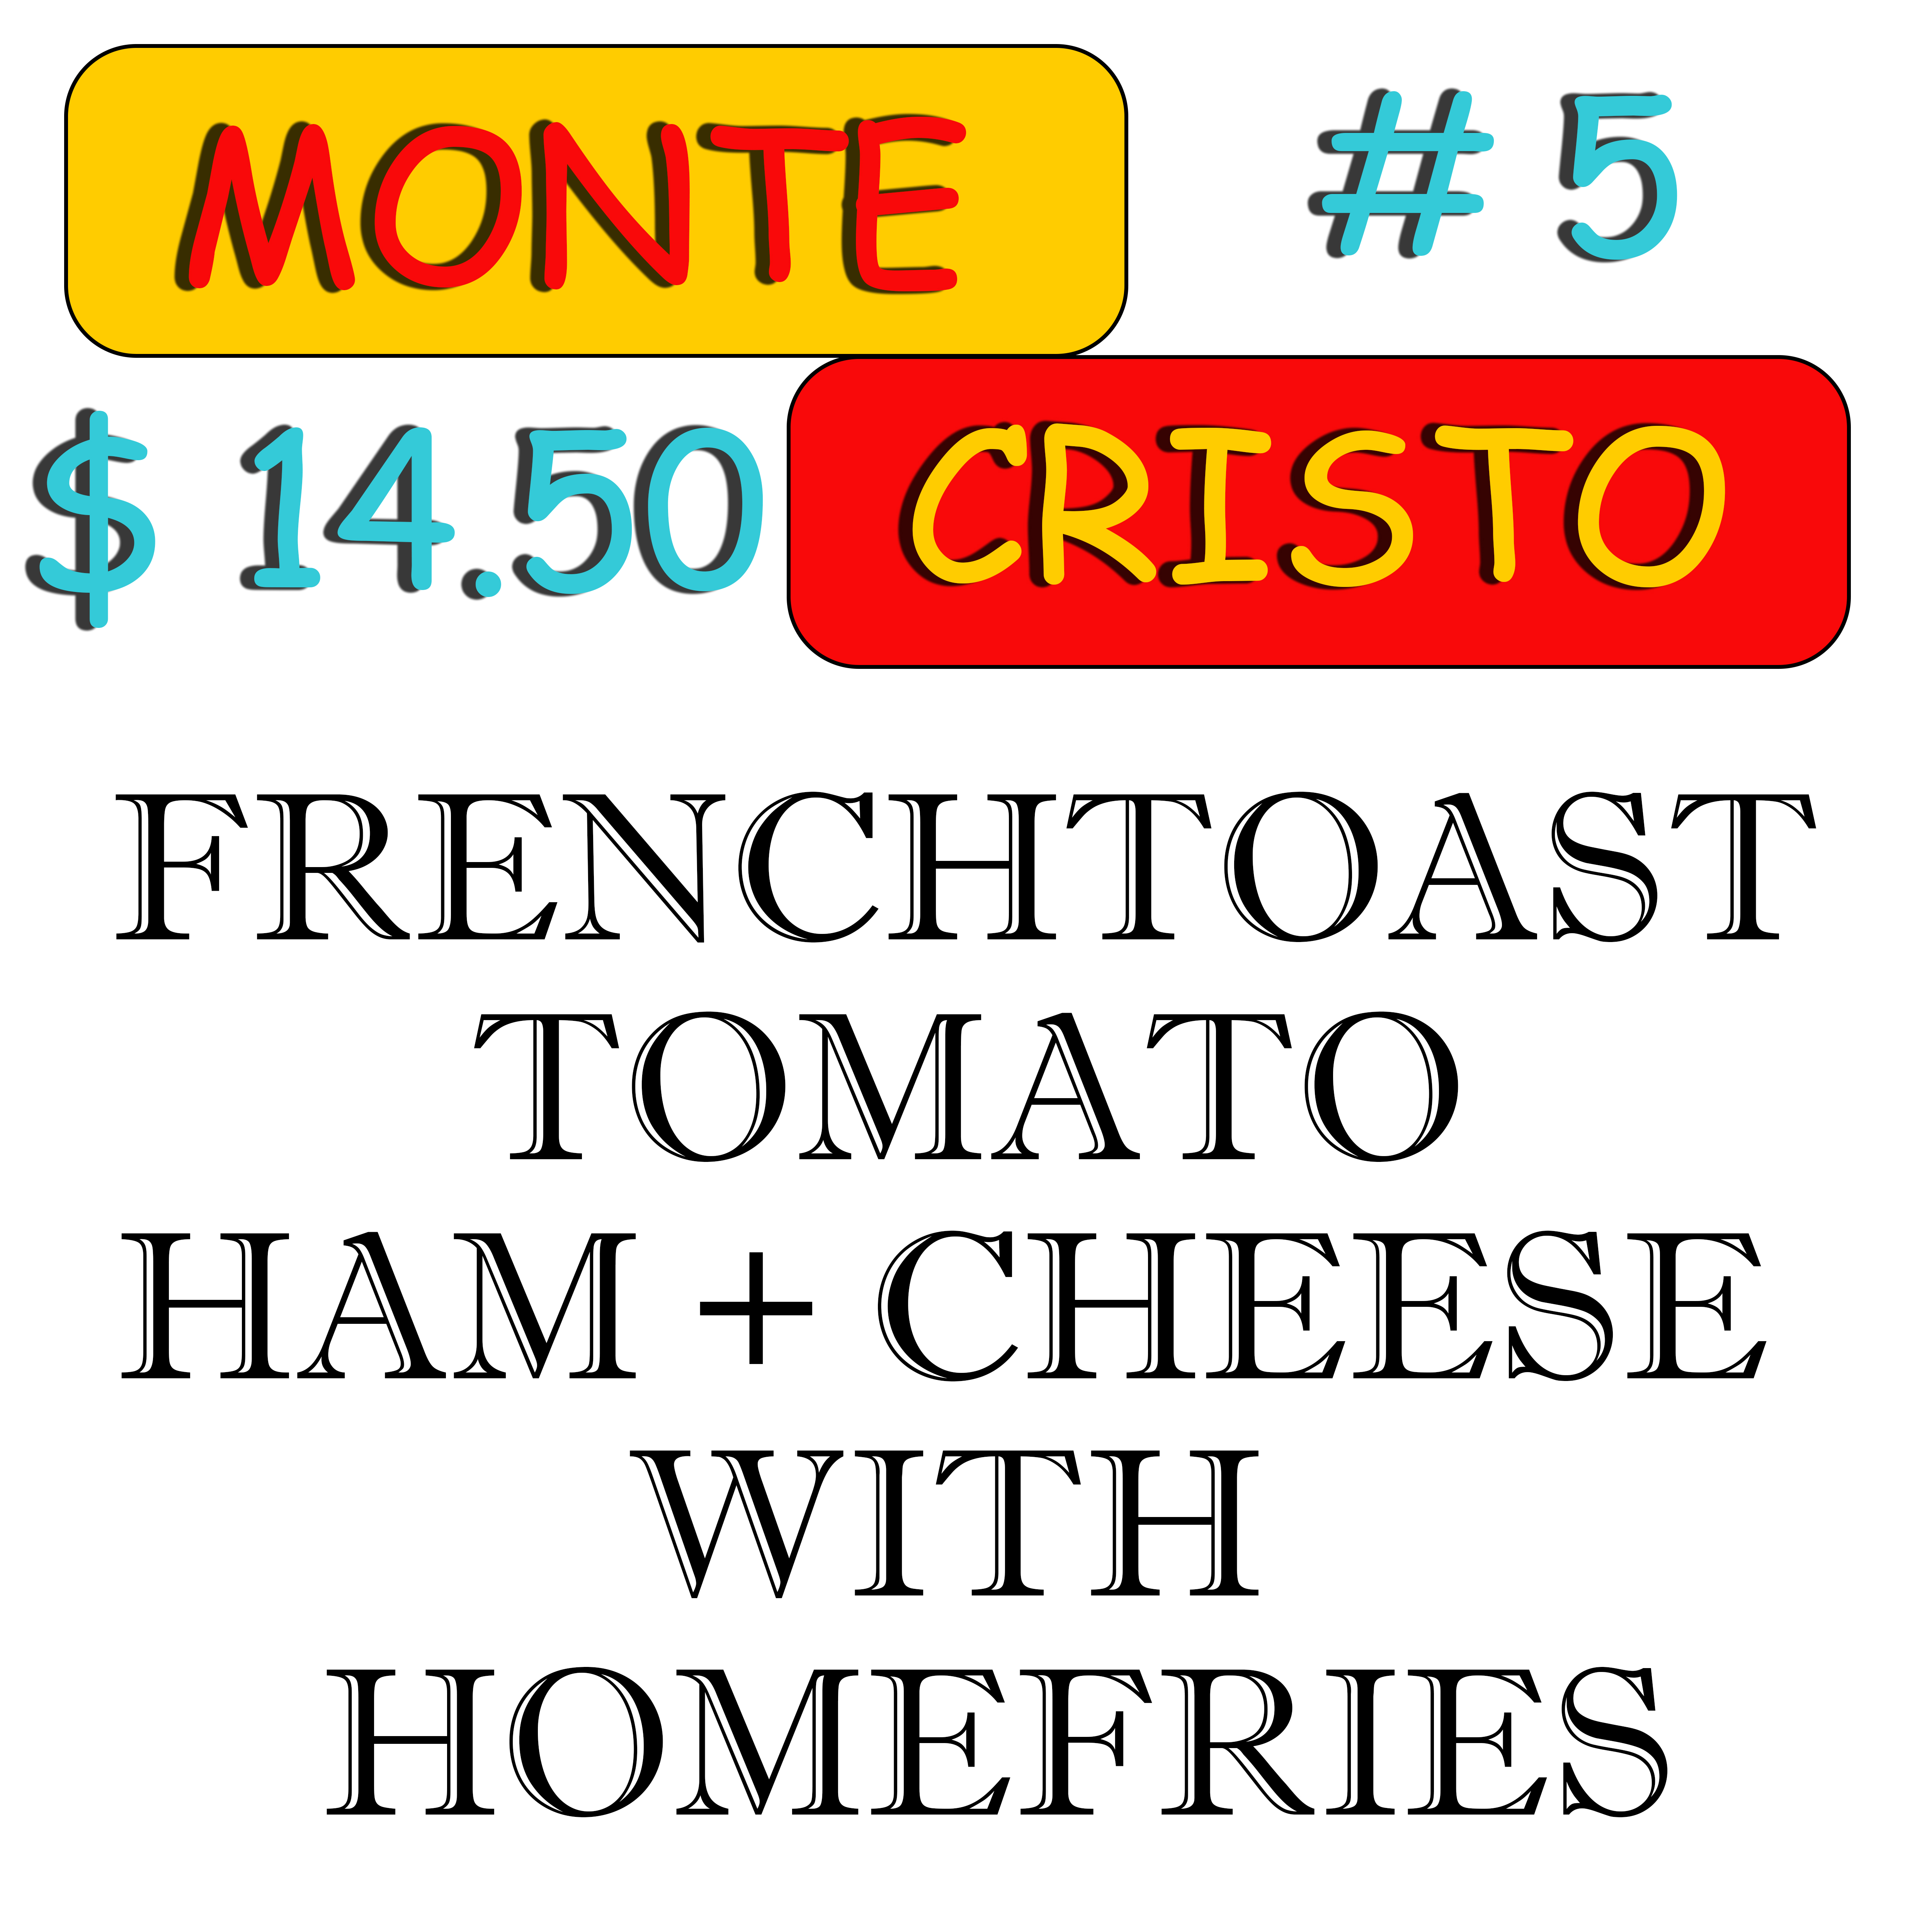 MONTE
# 5
$ 14.50
CRISTO
FRENCHTOAST
TOMATO
HAM + CHEESE
WITH
HOMEFRIES